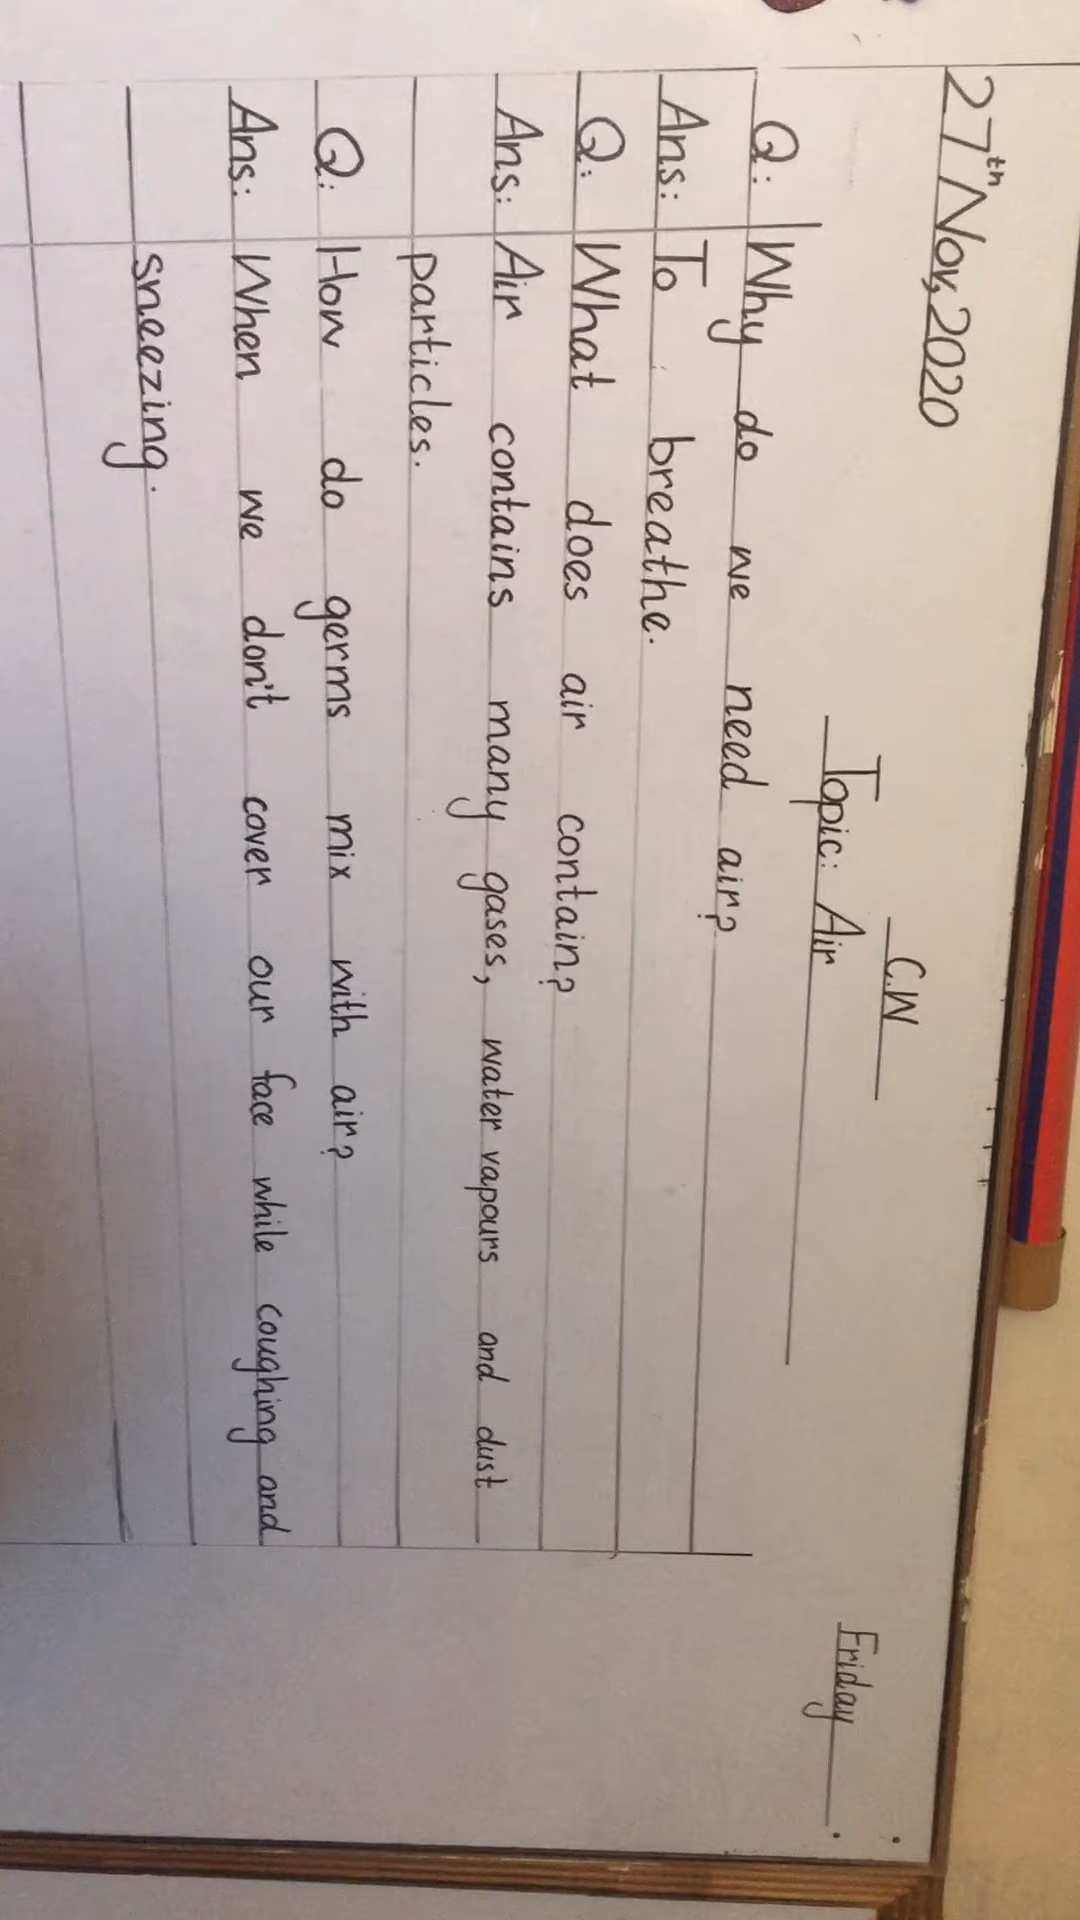 27th Nov, 2020
C.W
Friday
Topic: Air
Q: Why do we need air?
Ans: To breathe.
Q: What does air contain?
Ans: Air contains many gases, water vapours and dust
particles.
Q: How do germs mix with air?
Ans: When we don't cover our face while coughing and
sneezing.